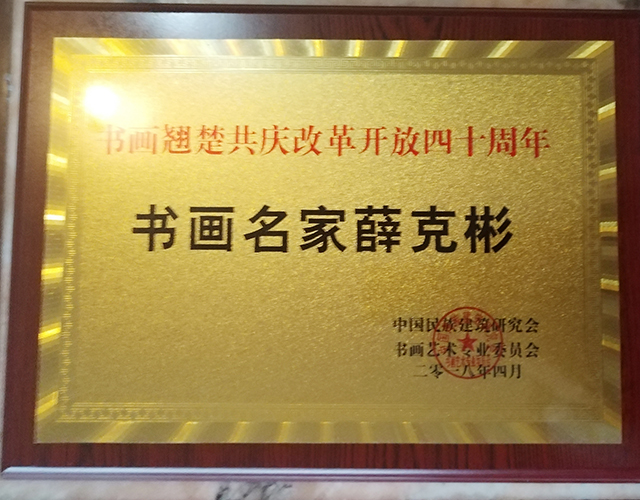 书画翘楚共庆改革开放四十周年
书画名家薛克彬
中国民族建筑研究会
书画艺术专业委员会
二零一八年四月